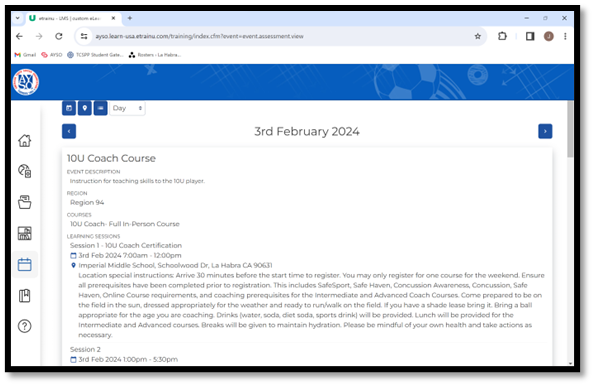 etrainu - LMS | custom eLea
ayso.learn-usa.etrainu.com/training/index.cfm?event=event.assessment.view
Gmail AYSO TCSPP Student Gate... Rosters - La Habra...
J
AYSO
Day
3rd February 2024
10U Coach Course
EVENT DESCRIPTION
Instruction for teaching skills to the 10U player.
REGION
Region 94
COURSES
10U Coach- Full In-Person Course
LEARNING SESSIONS
Session 1 - 10U Coach Certification
3rd Feb 2024 7:00am - 12:00pm
Imperial Middle School, Schoolwood Dr, La Habra CA 90631
Location special instructions: Arrive 30 minutes before the start time to register. You may only register for one course for the weekend. Ensure
all prerequisites have been completed prior to registration. This includes SafeSport, Safe Haven, Concussion Awareness, Concussion, Safe
Haven, Online Course requirements, and coaching prerequisites for the Intermediate and Advanced Coach Courses. Come prepared to be on
the field in the sun, dressed appropriately for the weather and ready to run/walk on the field. If you have a shade lease bring it. Bring a ball
appropriate for the age you are coaching. Drinks (water, soda, diet soda, sports drink) will be provided. Lunch will be provided for the
Intermediate and Advanced courses. Breaks will be given to maintain hydration. Please be mindful of your own health and take actions as
necessary.
Session 2
3rd Feb 2024 1:00pm - 5:30pm